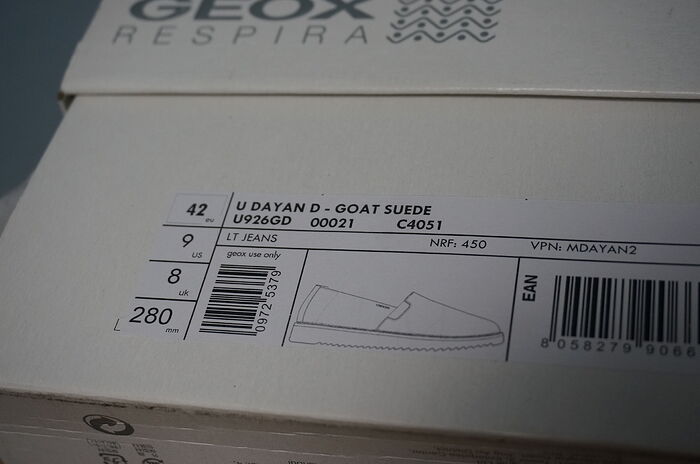 GEOX
RESPIRA
42 eu
9 us
8 uk
280 mm
U DAYAN D - GOAT SUEDE
U926GD 00021 C4051
LT JEANS NRF: 450 VPN: MDAYAN2
geox use only
0972 5379
EAN
8 058279 9066